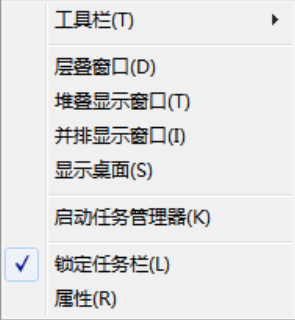 工具栏(T)
层叠窗口(D)
堆叠显示窗口(T)
并排显示窗口(I)
显示桌面(S)
启动任务管理器(K)
锁定任务栏(L)
属性(R)